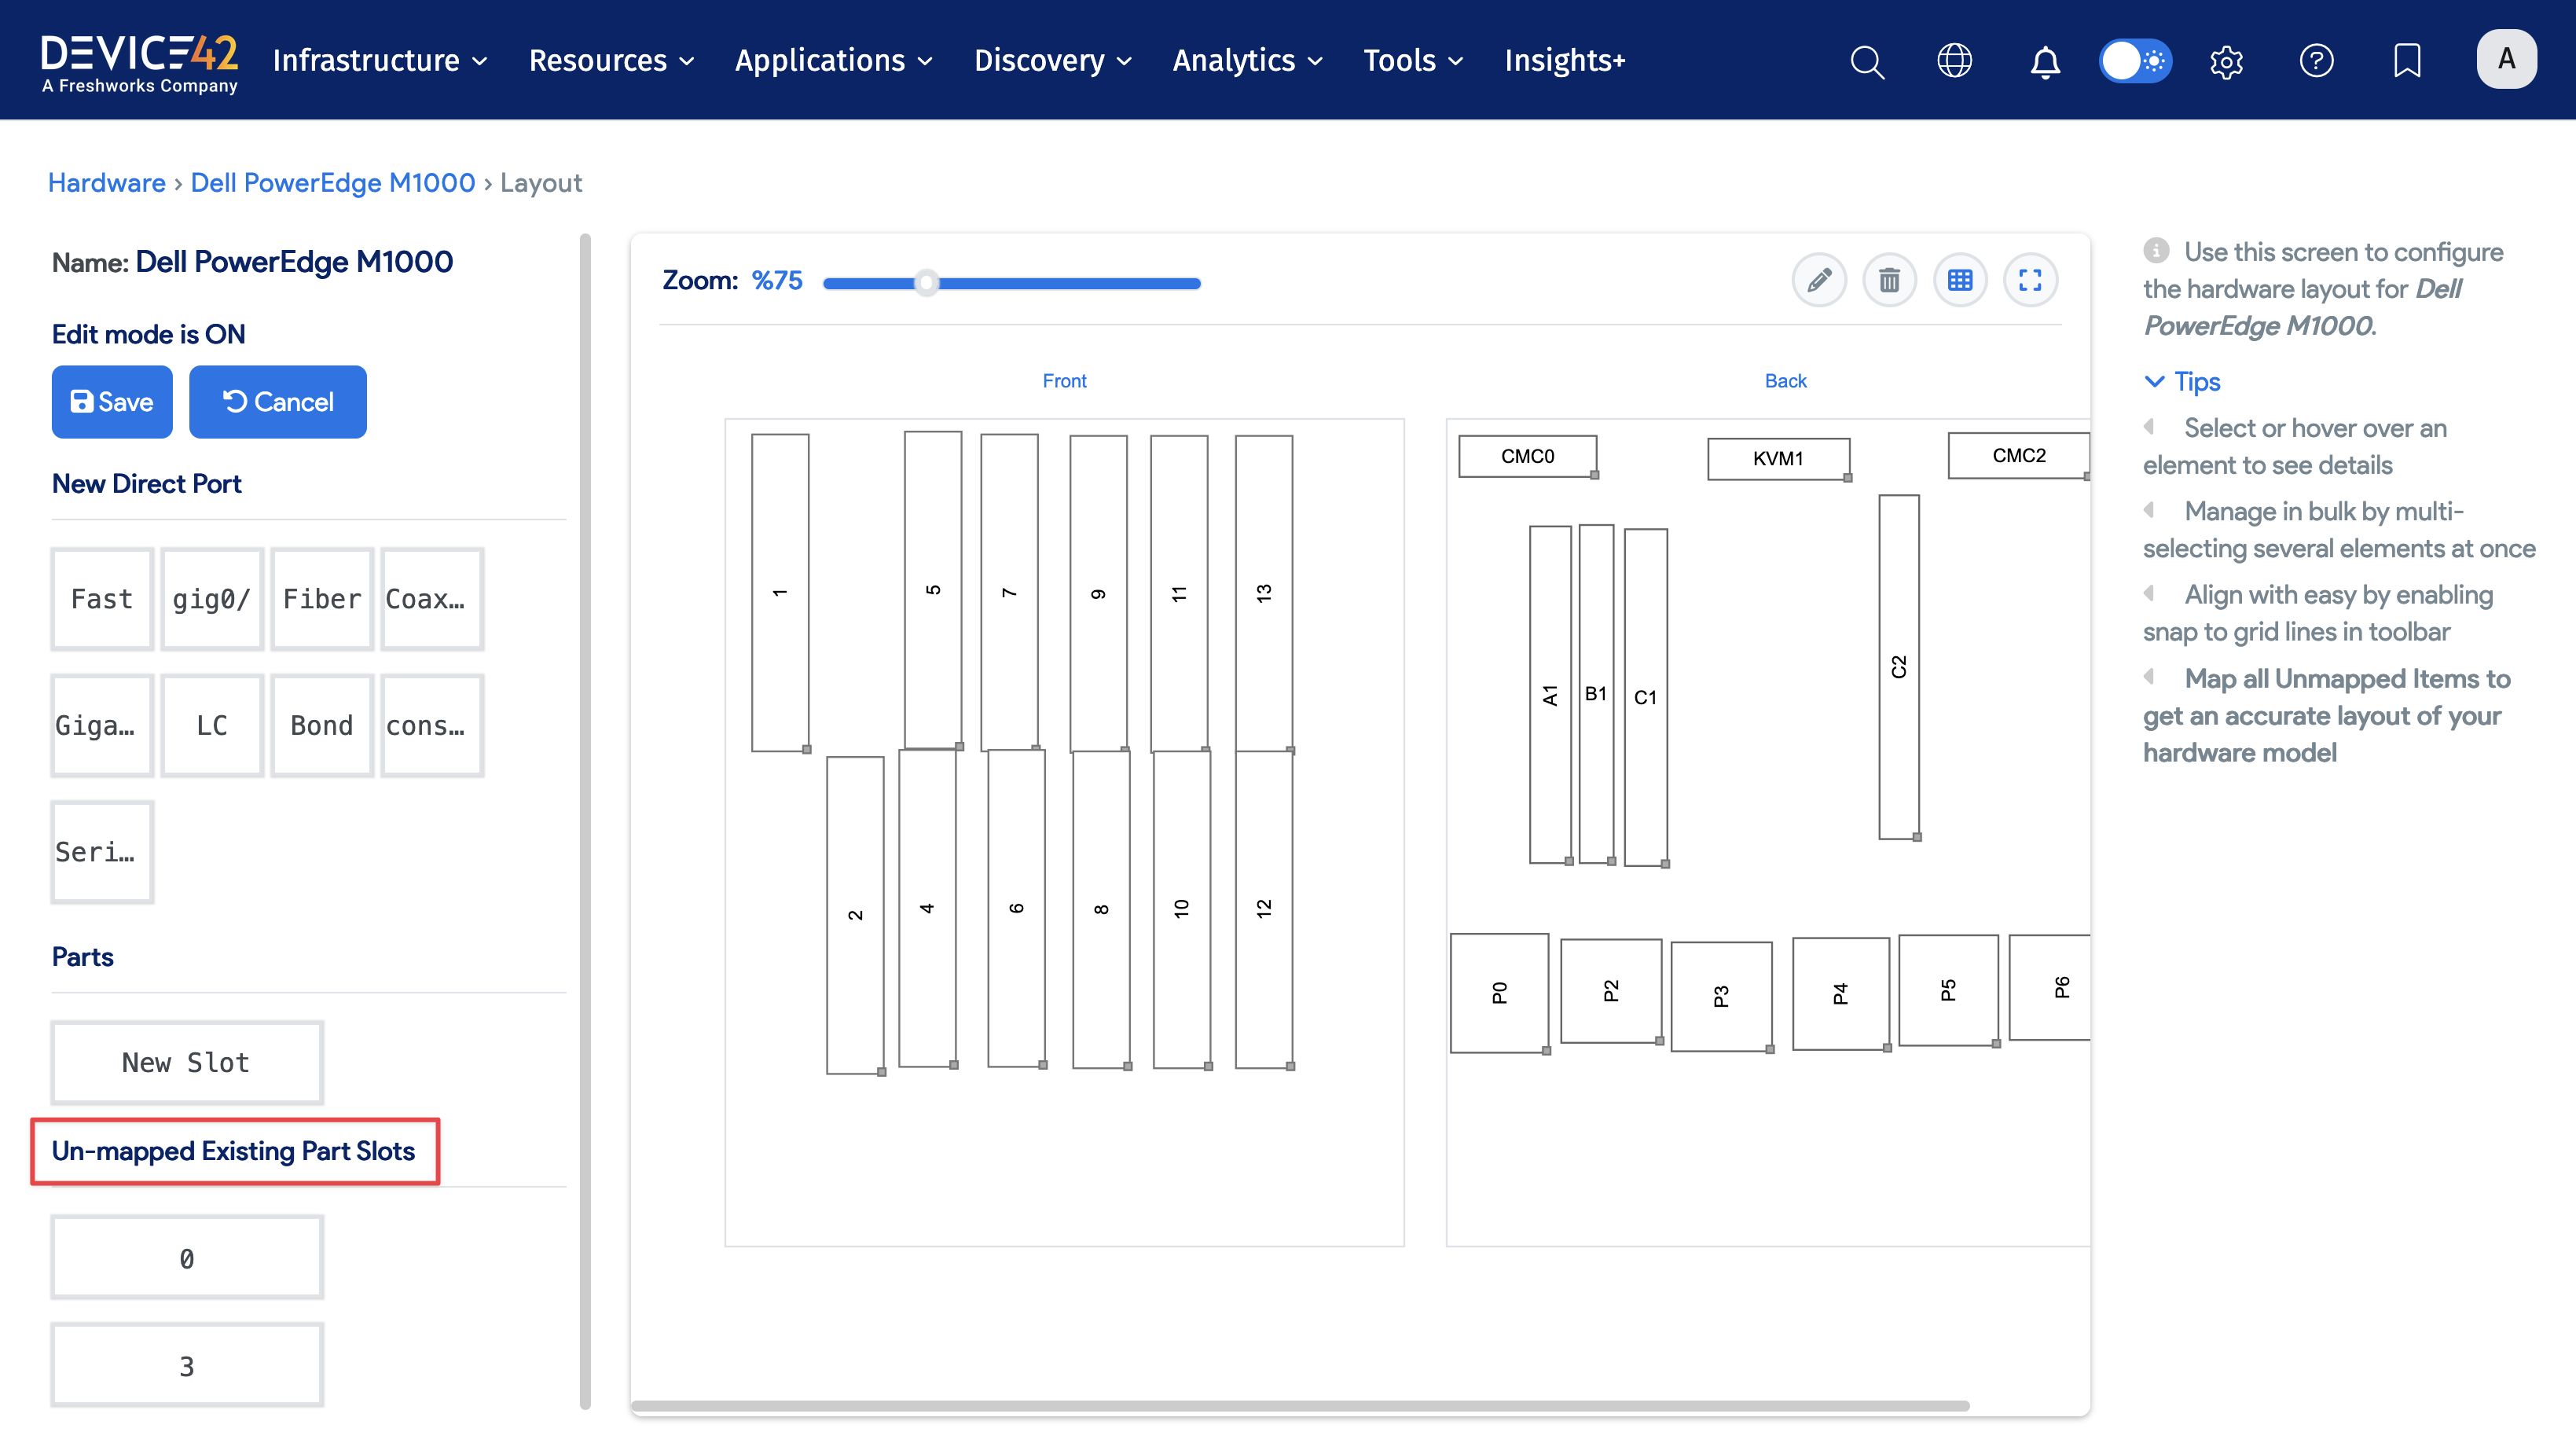 DEVICE42
A Freshworks Company
Infrastructure
Resources
Applications
Discovery
Analytics
Tools
Insights+
A
Hardware › Dell PowerEdge M1000 › Layout
Name: Dell PowerEdge M1000
Edit mode is ON
Save
Cancel
New Direct Port
Fast
gig0/
Fiber
Coax...
Giga...
LC
Bond
cons...
Seri...
Parts
New Slot
Un-mapped Existing Part Slots
0
3
Zoom: %75
Front
1
5
7
9
11
13
2
4
6
8
10
12
Back
CMC0
KVM1
CMC2
A1
B1
C1
C2
P0
P2
P3
P4
P5
P6
Use this screen to configure
the hardware layout for Dell
PowerEdge M1000.
Tips
Select or hover over an
element to see details
Manage in bulk by multi-
selecting several elements at once
Align with easy by enabling
snap to grid lines in toolbar
Map all Unmapped Items to
get an accurate layout of your
hardware model